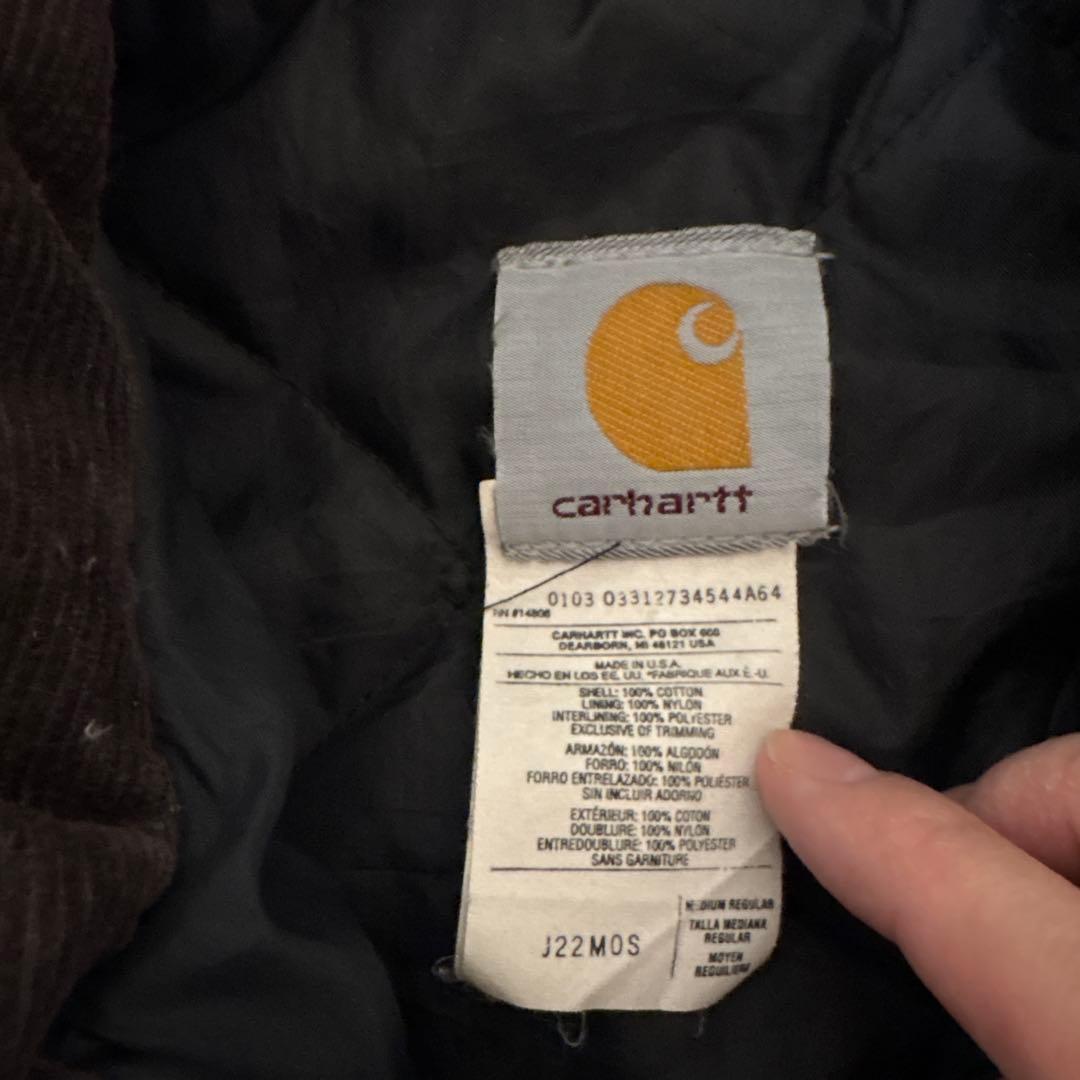 carhartt
0103 03312734544A64
RN #14806
CARHARTT INC. PO BOX 600
DEARBORN, MI 48121 USA
MADE IN U.S.A.
HECHO EN LOS EE. UU. *FABRIQUE AUX É.-U.
SHELL: 100% COTTON
LINING: 100% NYLON
INTERLINING: 100% POLYESTER
EXCLUSIVE OF TRIMMING
ARMAZÓN: 100% ALGODÓN
FORRO: 100% NILÓN
FORRO ENTRELAZADO: 100% POLIÉSTER
SIN INCLUIR ADORNO
EXTÉRIEUR: 100% COTON
DOUBLURE: 100% NYLON
ENTREDOUBLURE: 100% POLYESTER
SANS GARNITURE
J22MOS
MEDIUM REGULAR
TALLA MEDIANA
REGULAR
MOYEN